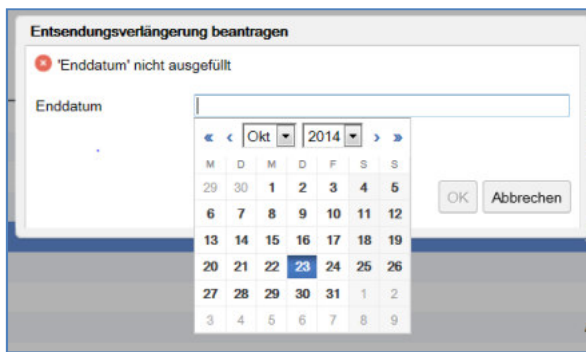 Entsendungsverlängerung beantragen
'Enddatum' nicht ausgefüllt
Enddatum
« ‹ Okt 2014 › »
M D M D F S S
29 30 1 2 3 4 5
6 7 8 9 10 11 12
13 14 15 16 17 18 19
20 21 22 23 24 25 26
27 28 29 30 31 1 2
3 4 5 6 7 8 9
OK Abbrechen